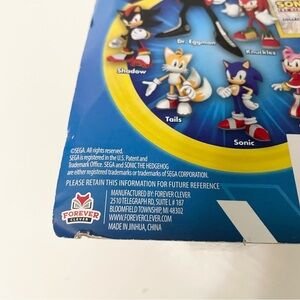 Dr. Eggman
Knuckles
Shadow
Tails
Sonic
©SEGA. All rights reserved.
SEGA is registered in the U.S. Patent and
Trademark Office. SEGA and SONIC THE HEDGEHOG
are either registered trademarks or trademarks of SEGA CORPORATION.
PLEASE RETAIN THIS INFORMATION FOR FUTURE REFERENCE
FOREVER
CLEVER
MANUFACTURED BY: FOREVER CLEVER
2510 TELEGRAPH RD, SUITE L # 187
BLOOMFIELD TOWNSHIP, MI 48302
WWW.FOREVERCLEVER.COM
MADE IN JINHUA, CHINA